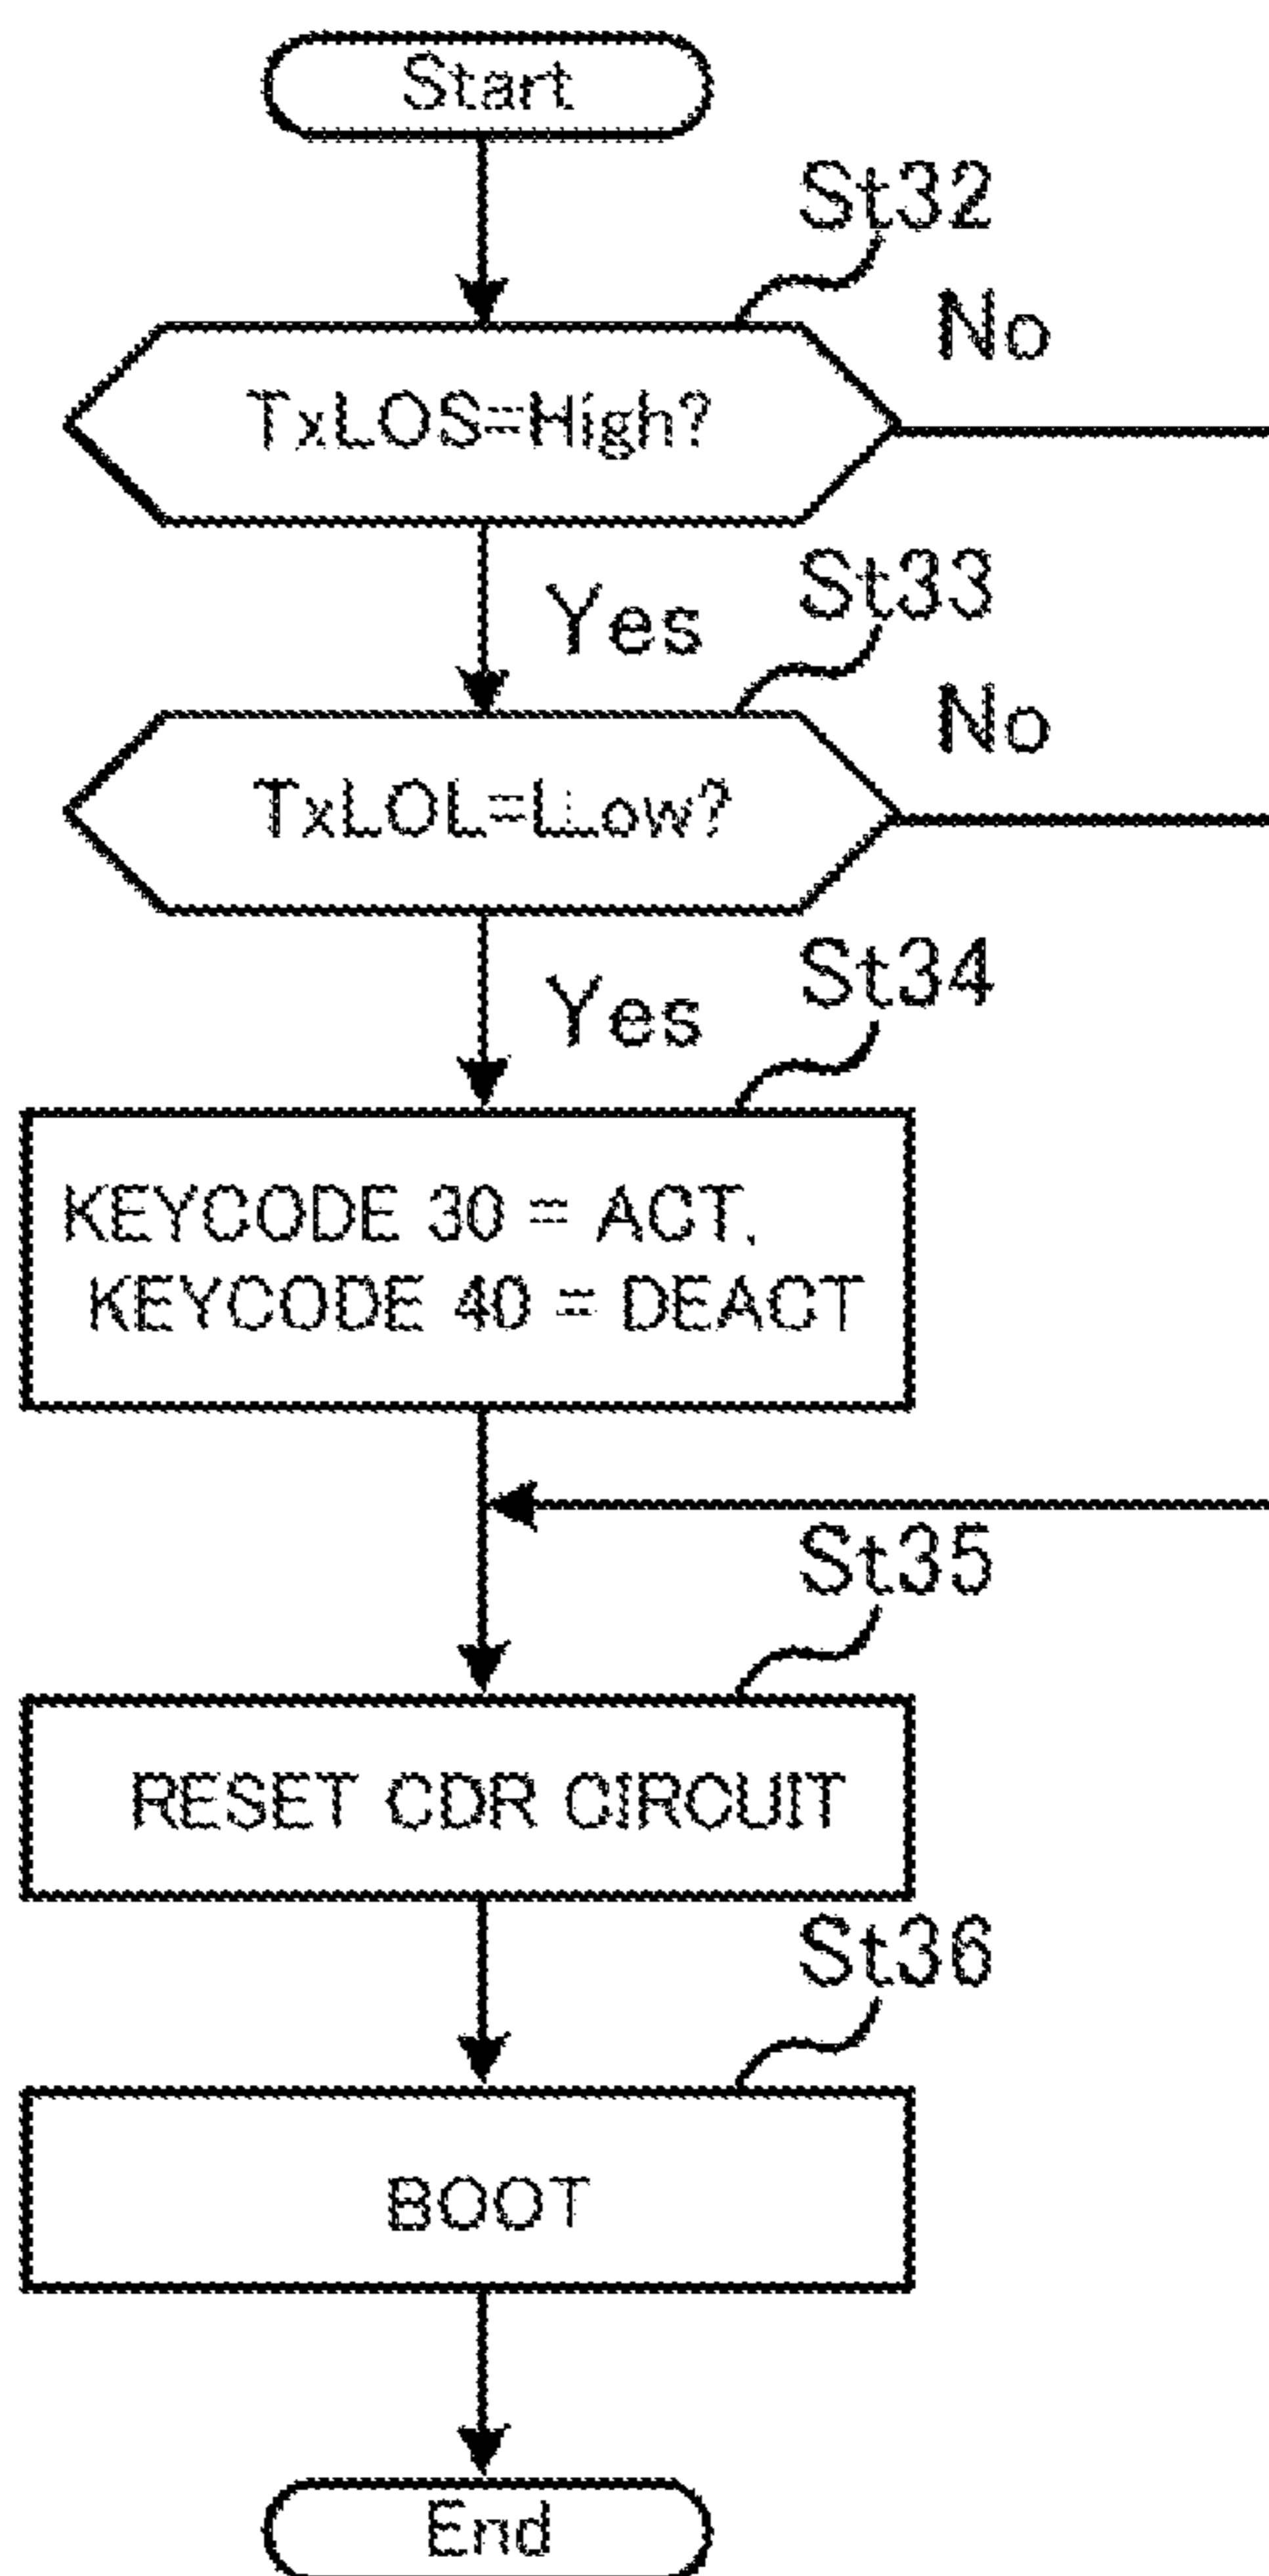 Start
St32
No
TxLOS=High?
Yes
St33
No
TxLOL=LLow?
Yes
St34
KEYCODE 30 = ACT,
KEYCODE 40 = DEACT
St35
RESET CDR CIRCUIT
St36
BOOT
End